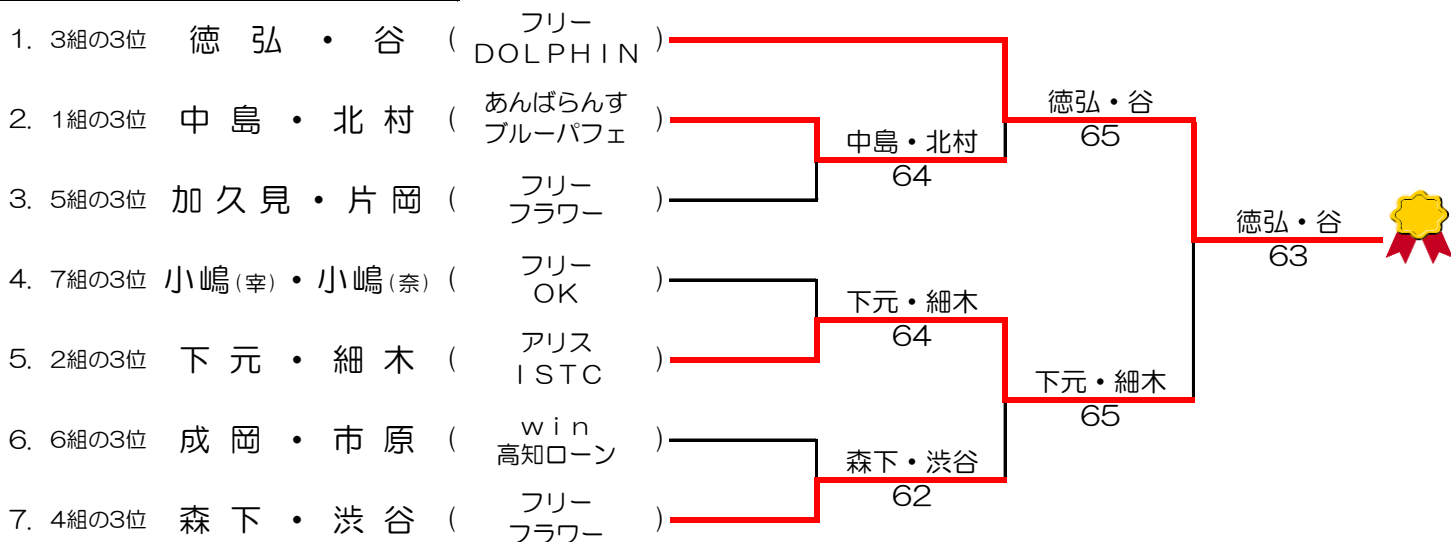 1. 3組の3位 徳弘・谷 ( フリー
DOLPHIN )
2. 1組の3位 中島・北村 ( あんばらんす
ブルーパフェ )
3. 5組の3位 加久見・片岡 ( フリー
フラワー )
4. 7組の3位 小嶋(宰)・小嶋(奈) ( フリー
OK )
5. 2組の3位 下元・細木 ( アリス
ISTC )
6. 6組の3位 成岡・市原 ( win
高知ローン )
7. 4組の3位 森下・渋谷 ( フリー
フラワー )
中島・北村
64
下元・細木
64
森下・渋谷
62
徳弘・谷
65
下元・細木
65
徳弘・谷
63